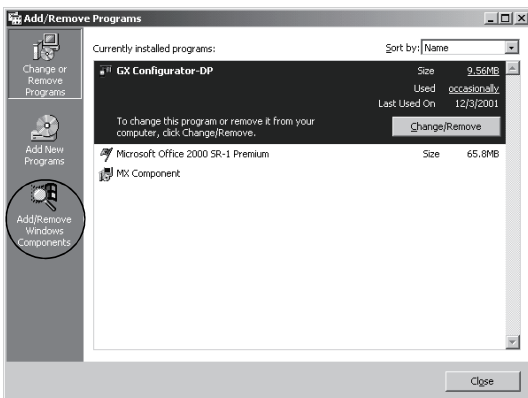 Add/Remove Programs
Change or
Remove
Programs
Add New
Programs
Add/Remove
Windows
Components
Currently installed programs:
Sort by: Name
GX Configurator-DP
Size 9.56MB
Used occasionally
Last Used On 12/3/2001
To change this program or remove it from your
computer, click Change/Remove.
Change/Remove
Microsoft Office 2000 SR-1 Premium
Size 65.8MB
MX Component
Close